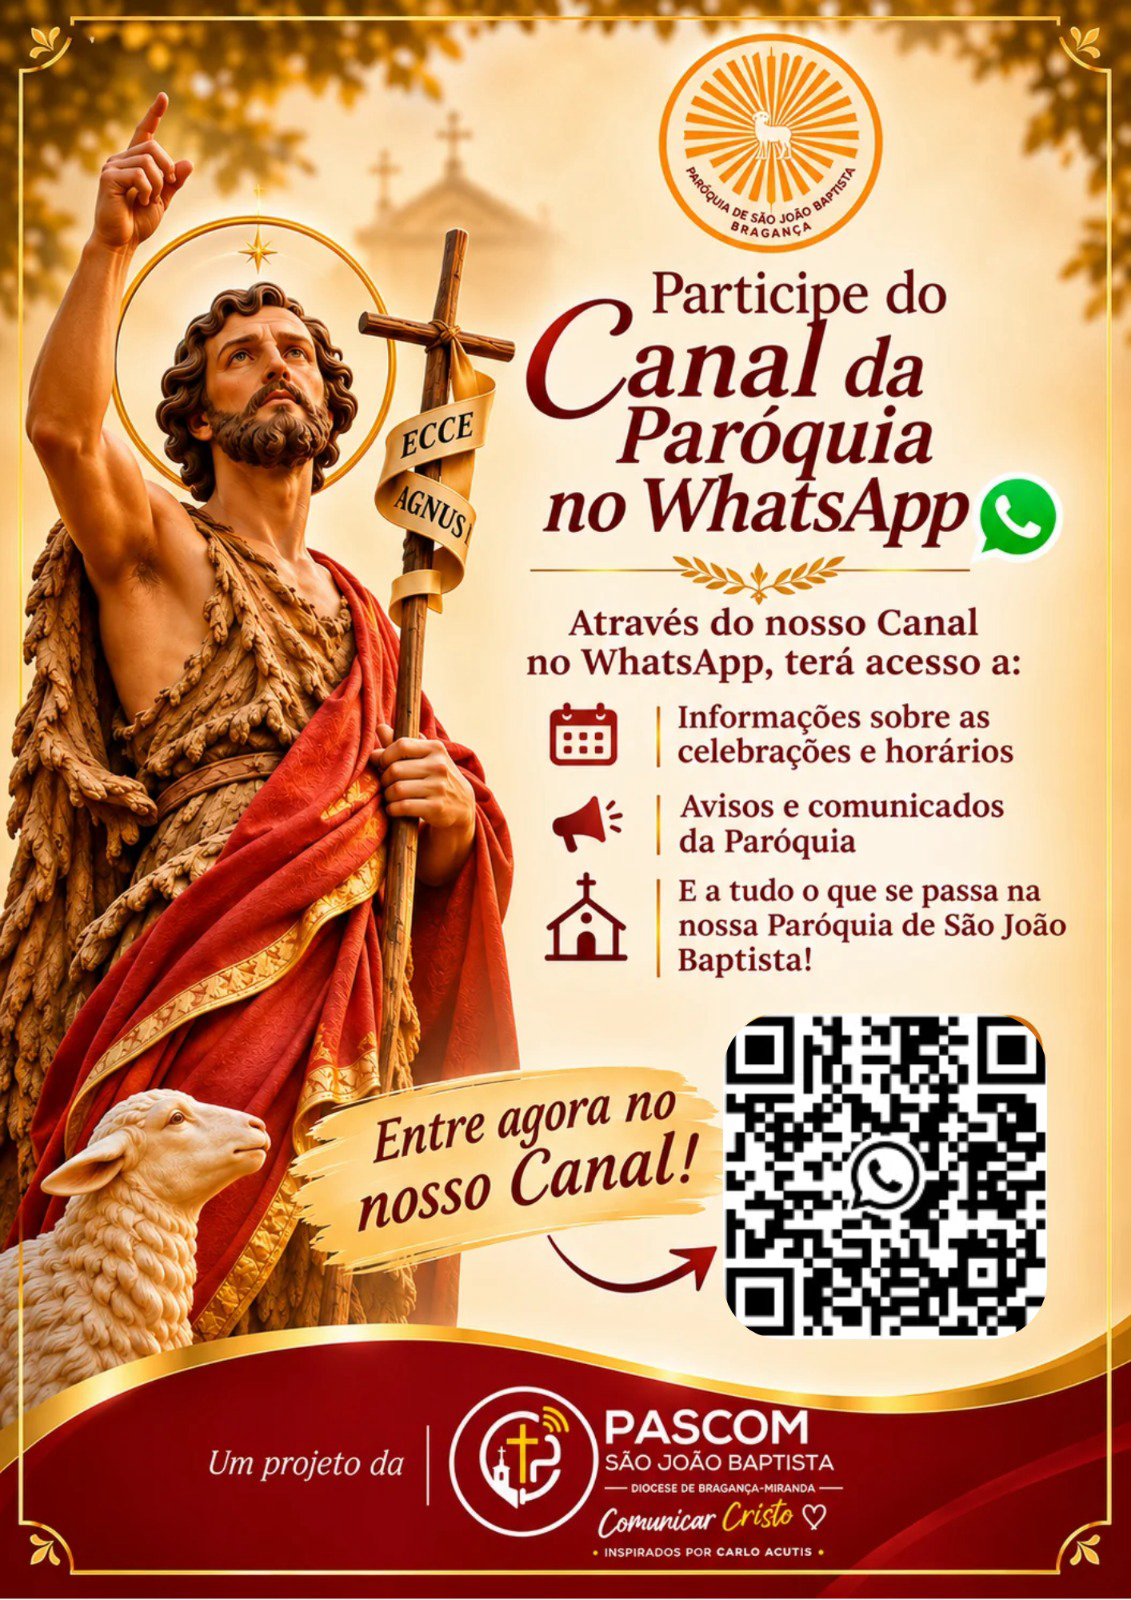 PARÓQUIA DE SÃO JOÃO BAPTISTA
BRAGANÇA
Participe do
Canal da
Paróquia
no WhatsApp
ECCE
AGNUS
Através do nosso Canal
no WhatsApp, terá acesso a:
Informações sobre as
celebrações e horários
Avisos e comunicados
da Paróquia
E a tudo o que se passa na
nossa Paróquia de São João
Baptista!
Entre agora no
nosso Canal!
Um projeto da
PASCOM
SÃO JOÃO BAPTISTA
DIOCESE DE BRAGANÇA-MIRANDA
Comunicar Cristo
• INSPIRADOS POR CARLO ACUTIS •